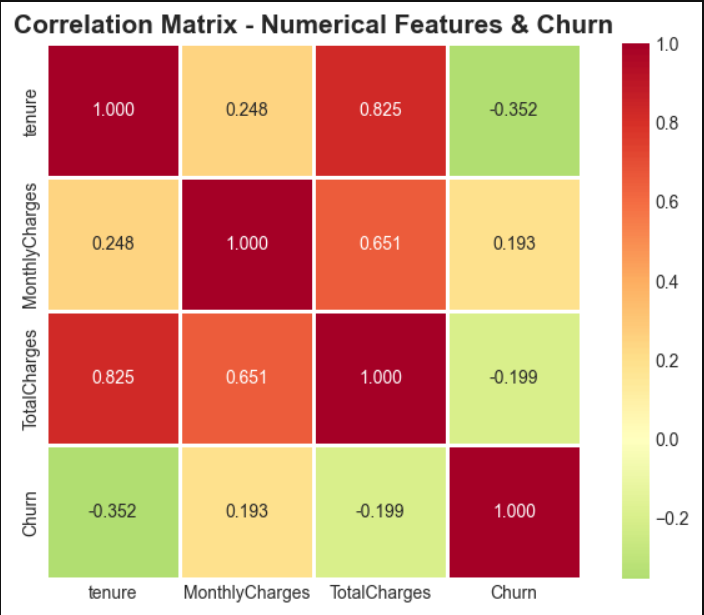 Correlation Matrix - Numerical Features & Churn
1.0
tenure 1.000 0.248 0.825 -0.352
0.8
0.6
MonthlyCharges 0.248 1.000 0.651 0.193
0.4
0.2
TotalCharges 0.825 0.651 1.000 -0.199
0.0
Churn -0.352 0.193 -0.199 1.000
−0.2
tenure MonthlyCharges TotalCharges Churn